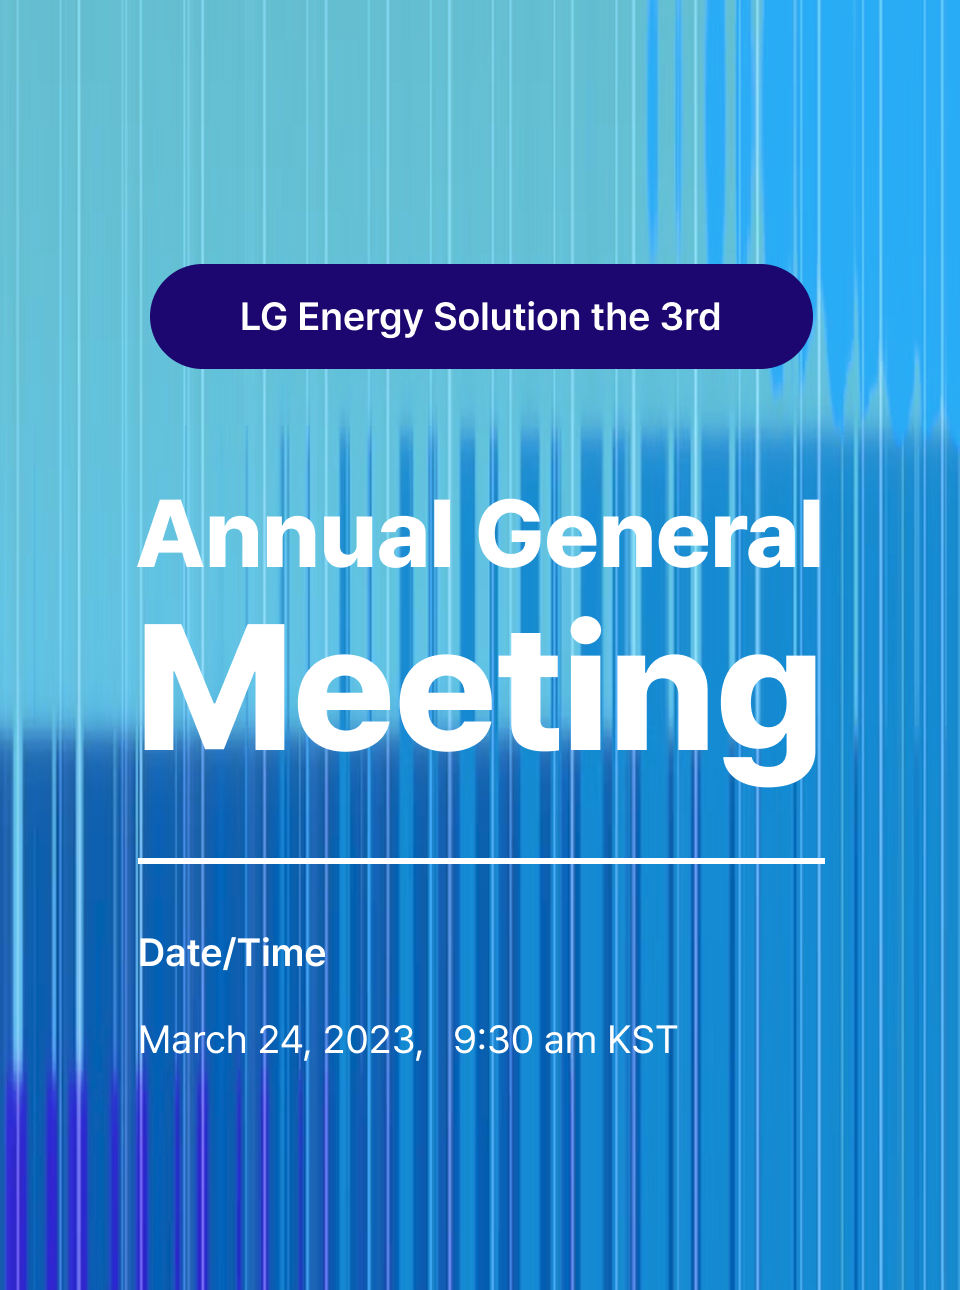 LG Energy Solution the 3rd
Annual General
Meeting
Date/Time
March 24, 2023, 9:30 am KST